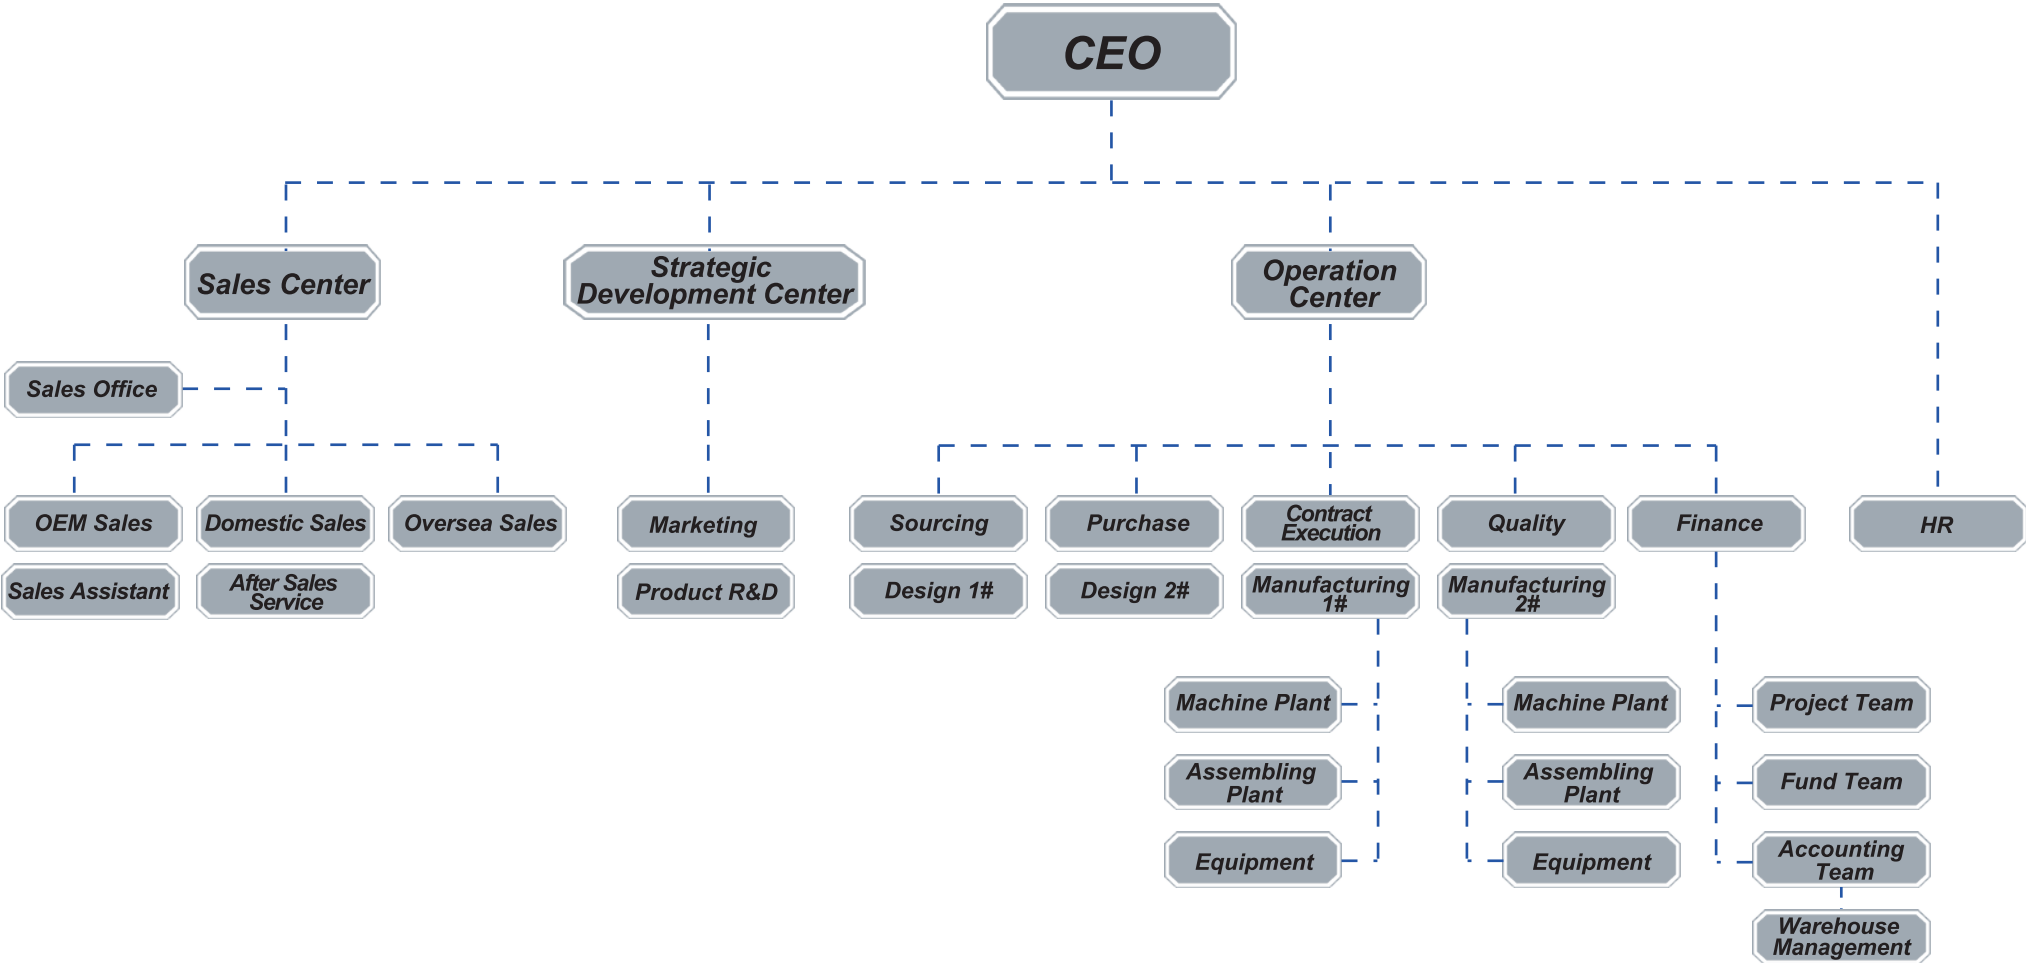 CEO
Sales Center
Strategic
Development Center
Operation
Center
Sales Office
OEM Sales
Domestic Sales
Oversea Sales
Marketing
Sourcing
Purchase
Contract
Execution
Quality
Finance
HR
Sales Assistant
After Sales
Service
Product R&D
Design 1#
Design 2#
Manufacturing
1#
Manufacturing
2#
Machine Plant
Machine Plant
Project Team
Assembling
Plant
Assembling
Plant
Fund Team
Equipment
Equipment
Accounting
Team
Warehouse
Management